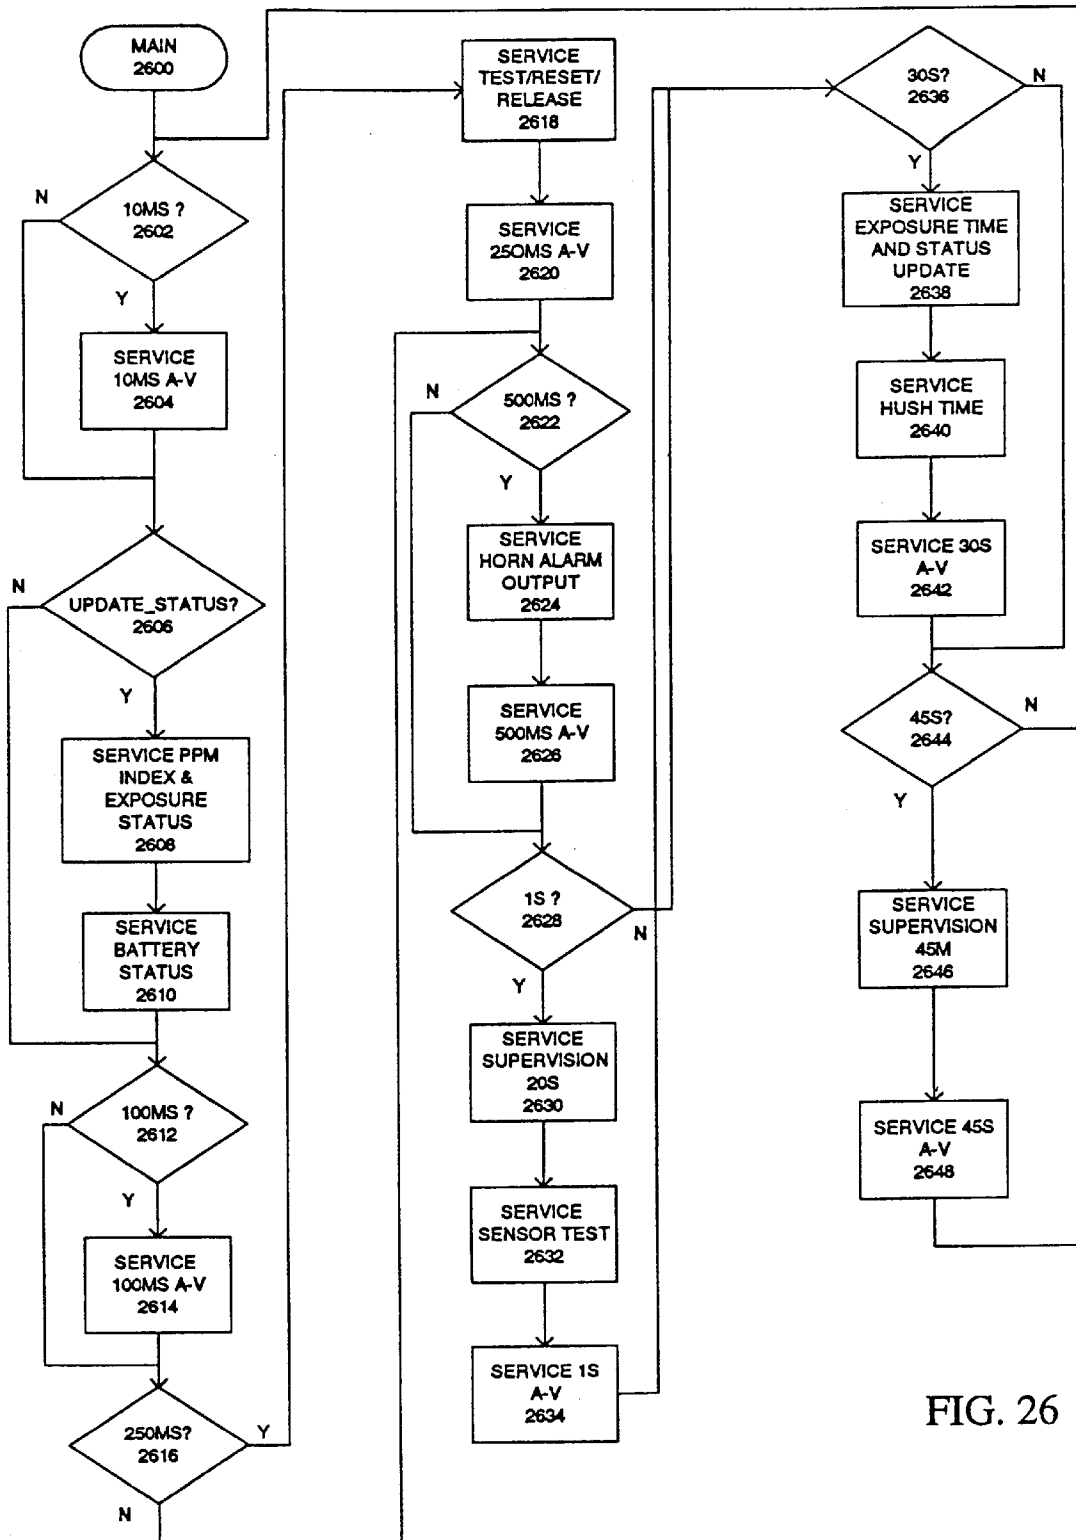 MAIN
2600
N
10MS ?
2602
Y
SERVICE
10MS A-V
2604
N
UPDATE_STATUS?
2606
Y
SERVICE PPM
INDEX &
EXPOSURE
STATUS
2608
SERVICE
BATTERY
STATUS
2610
N
100MS ?
2612
Y
SERVICE
100MS A-V
2614
250MS?
2616
Y
N
SERVICE
TEST/RESET/
RELEASE
2618
SERVICE
250MS A-V
2620
N
500MS ?
2622
Y
SERVICE
HORN ALARM
OUTPUT
2624
SERVICE
500MS A-V
2626
1S ?
2628
N
Y
SERVICE
SUPERVISION
20S
2630
SERVICE
SENSOR TEST
2632
SERVICE 1S
A-V
2634
30S?
2636
N
Y
SERVICE
EXPOSURE TIME
AND STATUS
UPDATE
2638
SERVICE
HUSH TIME
2640
SERVICE 30S
A-V
2642
45S?
2644
N
Y
SERVICE
SUPERVISION
45M
2646
SERVICE 45S
A-V
2648
FIG. 26